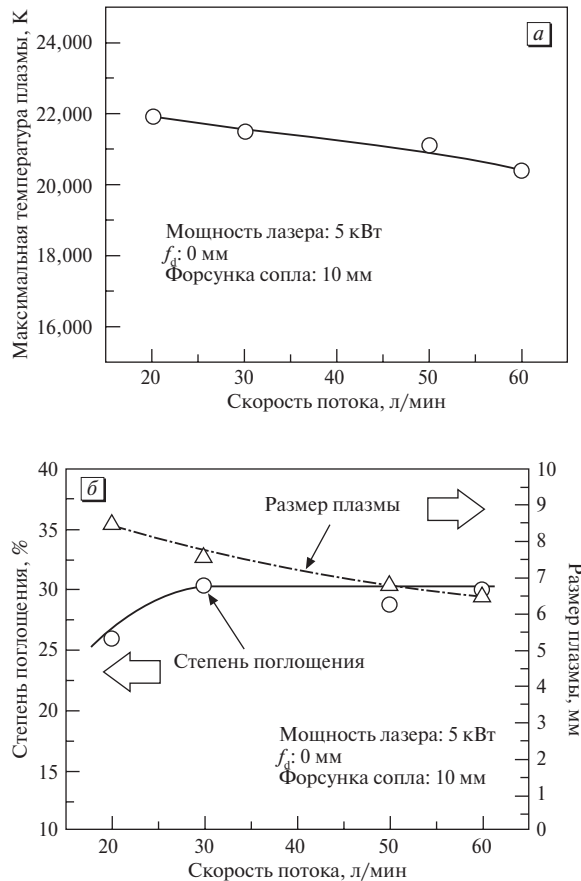 а
Максимальная температура плазмы, К
24,000
22,000
20,000
18,000
16,000
Мощность лазера: 5 кВт
fd: 0 мм
Форсунка сопла: 10 мм
20 30 40 50 60
Скорость потока, л/мин
б
Степень поглощения, %
40
35
30
25
20
15
10
Размер плазмы
Степень поглощения
Мощность лазера: 5 кВт
fd: 0 мм
Форсунка сопла: 10 мм
10
9
8
7
6
5
4
3
2
1
0
Размер плазмы, мм
20 30 40 50 60
Скорость потока, л/мин